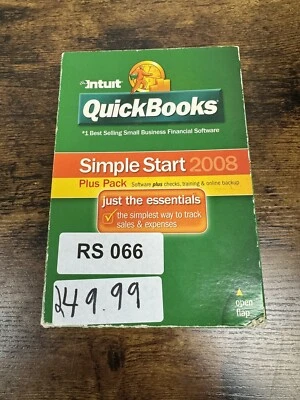 intuit
QuickBooks
#1 Best Selling Small Business Financial Software
Simple Start 2008
Plus Pack Software plus checks, training & online backup
just the essentials
the simplest way to track
sales & expenses
RS 066
249.99
open
flap